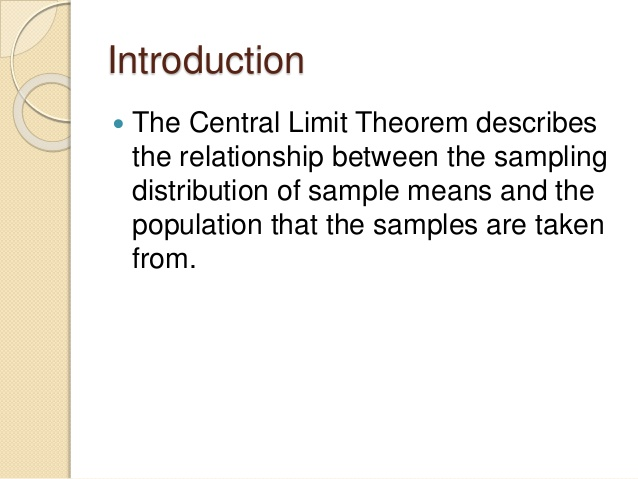 Introduction
• The Central Limit Theorem describes
the relationship between the sampling
distribution of sample means and the
population that the samples are taken
from.